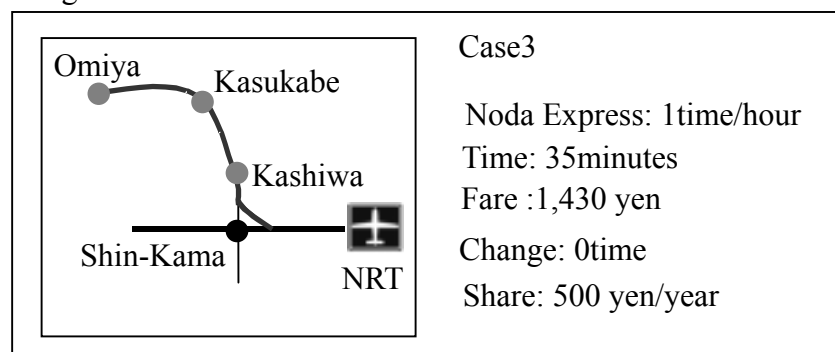 Omiya
Kasukabe
Kashiwa
Shin-Kama
NRT
Case3
Noda Express: 1time/hour
Time: 35minutes
Fare :1,430 yen
Change: 0time
Share: 500 yen/year